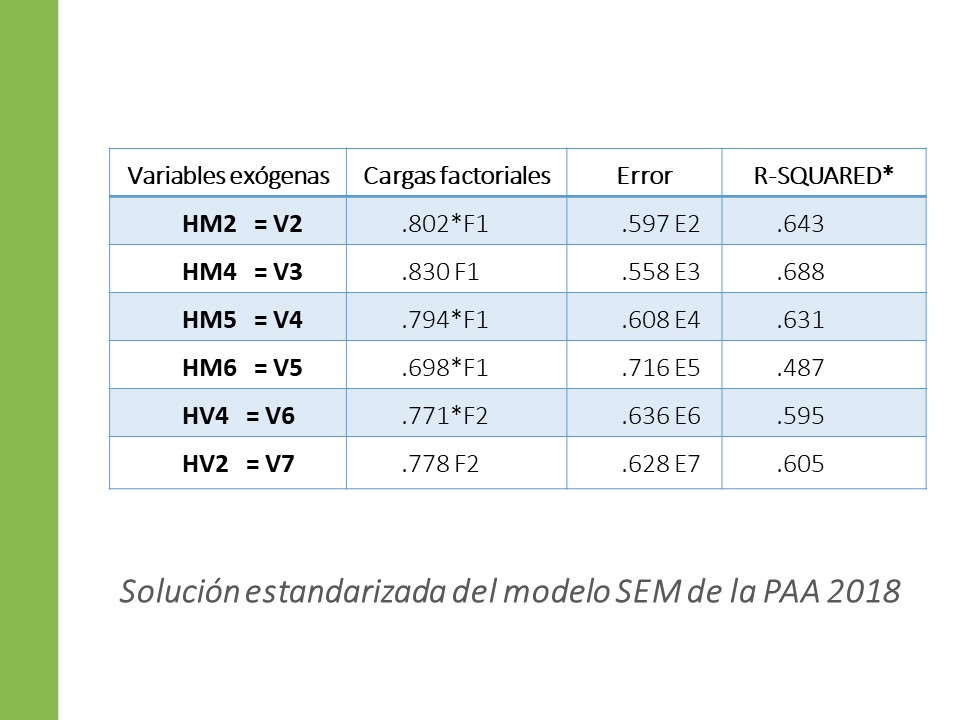 Variables exógenas Cargas factoriales Error R-SQUARED*
HM2 = V2 .802*F1 .597 E2 .643
HM4 = V3 .830 F1 .558 E3 .688
HM5 = V4 .794*F1 .608 E4 .631
HM6 = V5 .698*F1 .716 E5 .487
HV4 = V6 .771*F2 .636 E6 .595
HV2 = V7 .778 F2 .628 E7 .605
Solución estandarizada del modelo SEM de la PAA 2018